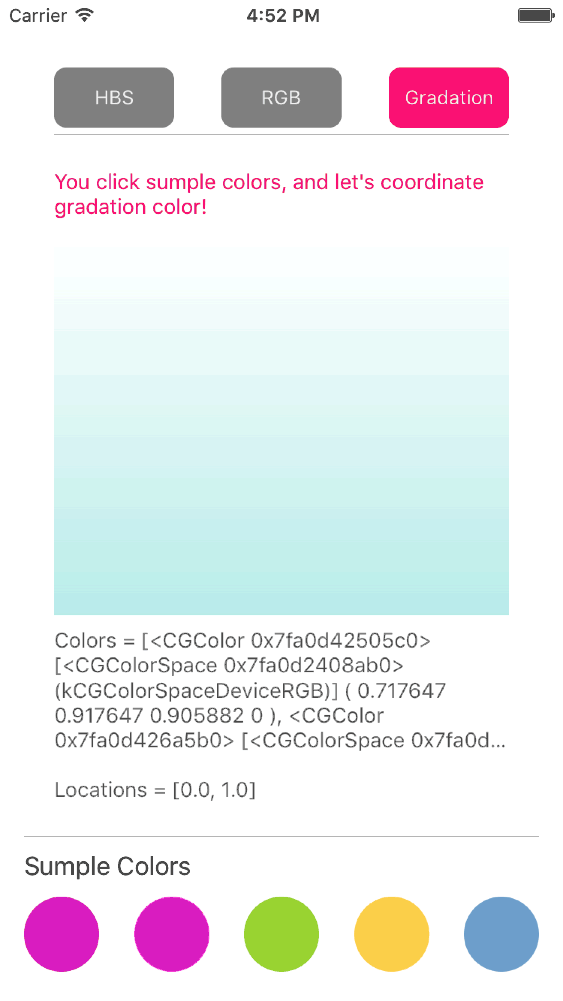 Carrier 4:52 PM
HBS RGB Gradation
You click sumple colors, and let's coordinate
gradation color!
Colors = [<CGColor 0x7fa0d42505c0>
[<CGColorSpace 0x7fa0d2408ab0>
(kCGColorSpaceDeviceRGB)] ( 0.717647
0.917647 0.905882 0 ), <CGColor
0x7fa0d426a5b0> [<CGColorSpace 0x7fa0d...
Locations = [0.0, 1.0]
Sumple Colors